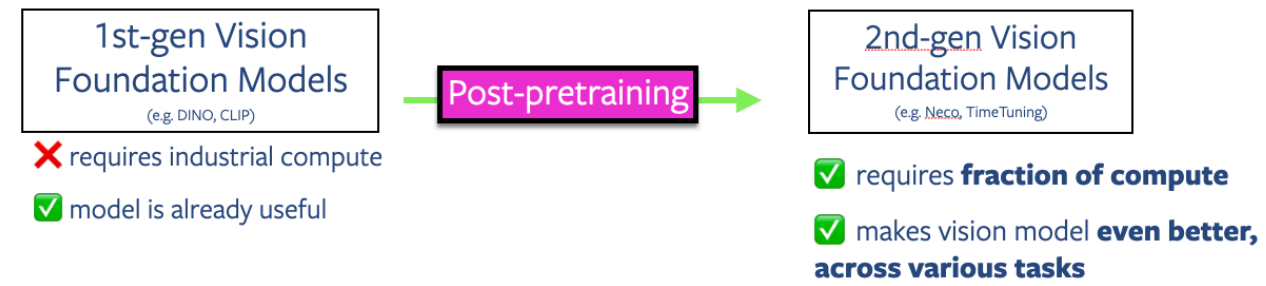 1st-gen Vision
Foundation Models
(e.g. DINO, CLIP)
❌ requires industrial compute
✅ model is already useful
Post-pretraining
2nd-gen Vision
Foundation Models
(e.g. Neco, TimeTuning)
✅ requires fraction of compute
✅ makes vision model even better,
across various tasks